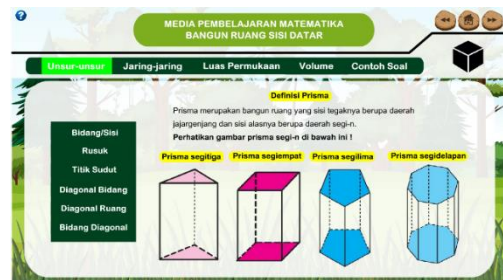 ?
MEDIA PEMBELAJARAN MATEMATIKA
BANGUN RUANG SISI DATAR
Unsur-unsur Jaring-jaring Luas Permukaan Volume Contoh Soal
Definisi Prisma
Prisma merupakan bangun ruang yang sisi tegaknya berupa daerah
jajargenjang dan sisi alasnya berupa daerah segi-n.
Perhatikan gambar prisma segi-n di bawah ini !
Bidang/Sisi
Rusuk
Titik Sudut
Diagonal Bidang
Diagonal Ruang
Bidang Diagonal
Prisma segitiga Prisma segiempat Prisma segilima Prisma segidelapan